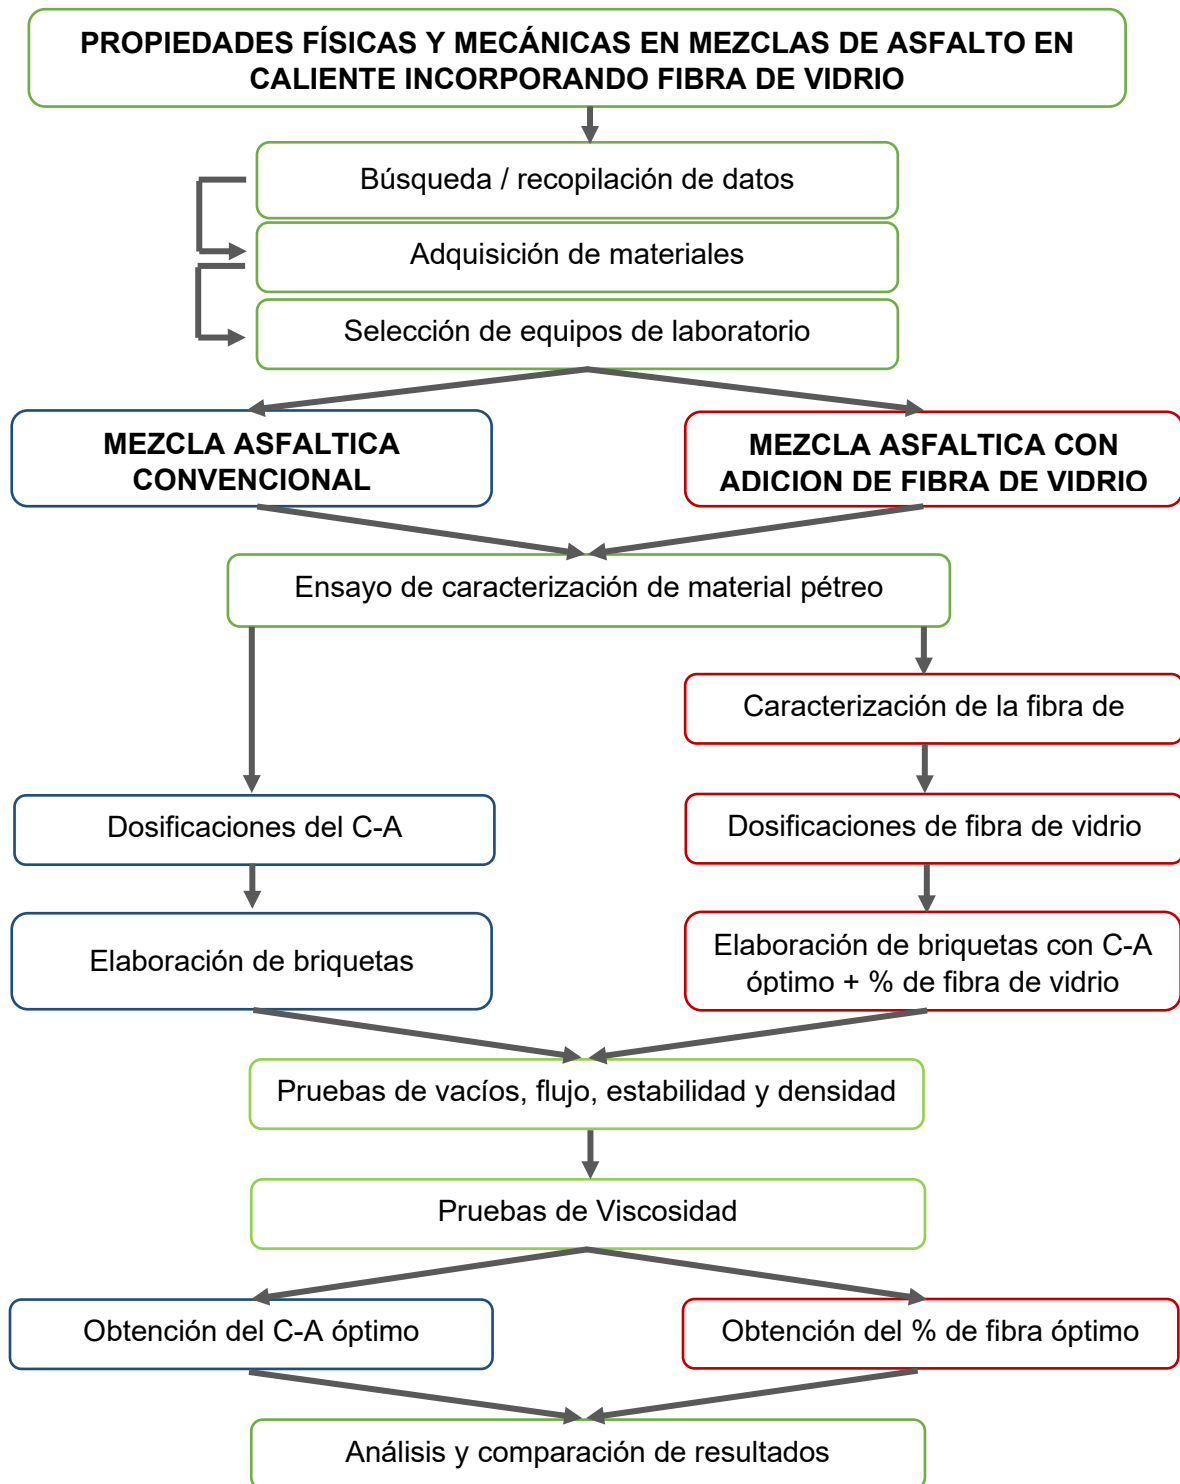 PROPIEDADES FÍSICAS Y MECÁNICAS EN MEZCLAS DE ASFALTO EN
CALIENTE INCORPORANDO FIBRA DE VIDRIO
Búsqueda / recopilación de datos
Adquisición de materiales
Selección de equipos de laboratorio
MEZCLA ASFALTICA
CONVENCIONAL
MEZCLA ASFALTICA CON
ADICION DE FIBRA DE VIDRIO
Ensayo de caracterización de material pétreo
Caracterización de la fibra de
Dosificaciones del C-A
Dosificaciones de fibra de vidrio
Elaboración de briquetas
Elaboración de briquetas con C-A
óptimo + % de fibra de vidrio
Pruebas de vacíos, flujo, estabilidad y densidad
Pruebas de Viscosidad
Obtención del C-A óptimo
Obtención del % de fibra óptimo
Análisis y comparación de resultados